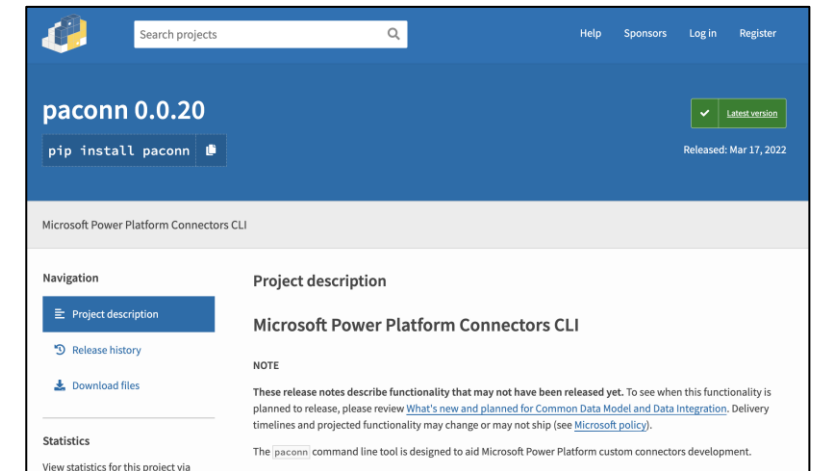 Search projects
Help Sponsors Log in Register
paconn 0.0.20
pip install paconn
Latest version
Released: Mar 17, 2022
Microsoft Power Platform Connectors CLI
Navigation
Project description
Release history
Download files
Statistics
View statistics for this project via
Project description
Microsoft Power Platform Connectors CLI
NOTE
These release notes describe functionality that may not have been released yet. To see when this functionality is
planned to release, please review What's new and planned for Common Data Model and Data Integration. Delivery
timelines and projected functionality may change or may not ship (see Microsoft policy).
The paconn command line tool is designed to aid Microsoft Power Platform custom connectors development.